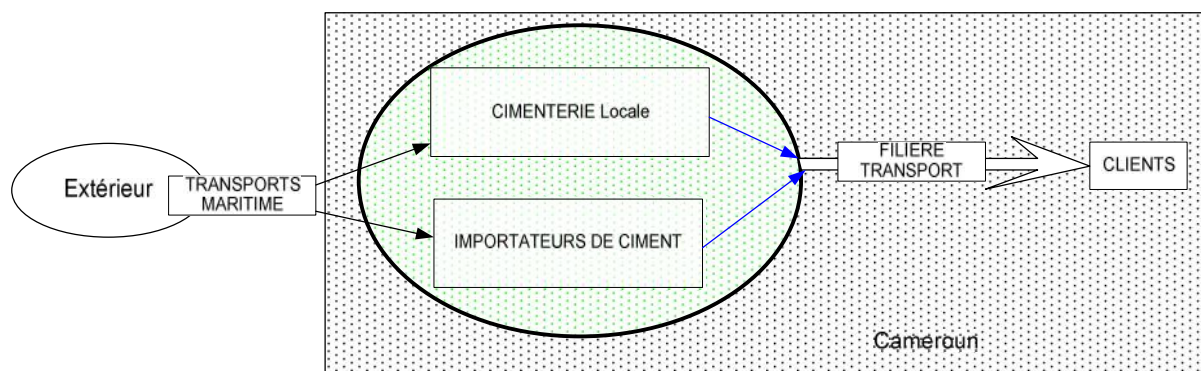 Extérieur
TRANSPORTS
MARITIME
CIMENTERIE Locale
IMPORTATEURS DE CIMENT
FILIERE
TRANSPORT
CLIENTS
Cameroun